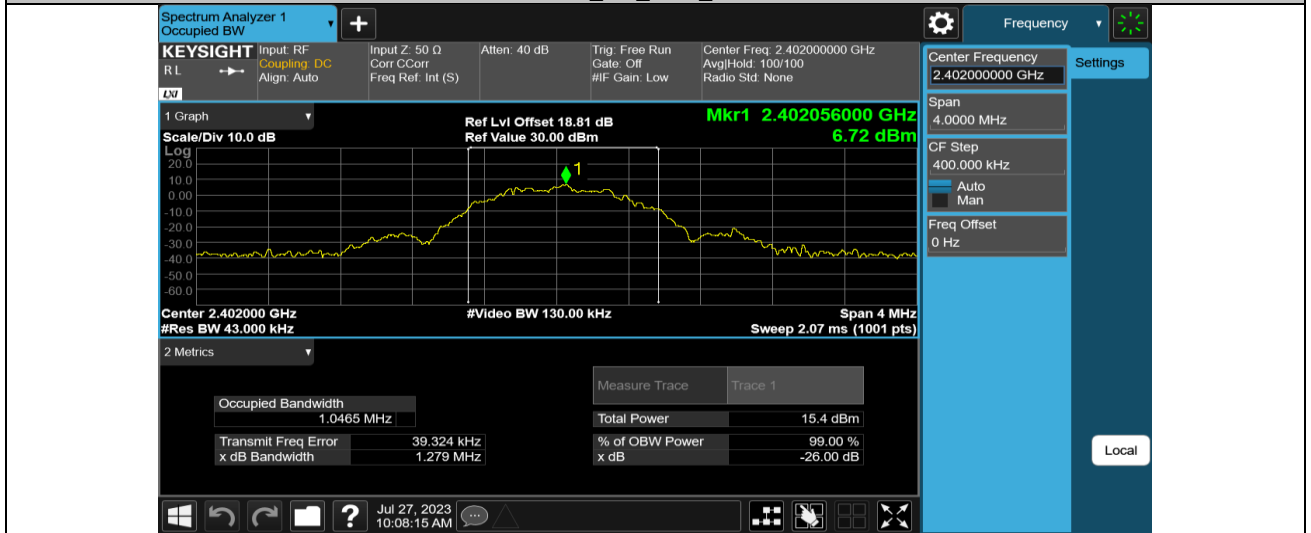 Spectrum Analyzer 1
Occupied BW
Frequency
KEYSIGHT
R L
LXI
Input: RF
Coupling: DC
Align: Auto
Input Z: 50 Ω
Corr CCorr
Freq Ref: Int (S)
Atten: 40 dB
Trig: Free Run
Gate: Off
#IF Gain: Low
Center Freq: 2.402000000 GHz
Avg|Hold: 100/100
Radio Std: None
Center Frequency
2.402000000 GHz
Settings
Span
4.0000 MHz
CF Step
400.000 kHz
Auto
Man
Freq Offset
0 Hz
1 Graph
Scale/Div 10.0 dB
Ref Lvl Offset 18.81 dB
Ref Value 30.00 dBm
Mkr1 2.402056000 GHz
6.72 dBm
Log
20.0
10.0
0.00
-10.0
-20.0
-30.0
-40.0
-50.0
-60.0
1
Center 2.402000 GHz
#Video BW 130.00 kHz
Span 4 MHz
#Res BW 43.000 kHz
Sweep 2.07 ms (1001 pts)
2 Metrics
Measure Trace
Trace 1
Occupied Bandwidth
1.0465 MHz
Total Power
15.4 dBm
Transmit Freq Error
39.324 kHz
% of OBW Power
99.00 %
x dB Bandwidth
1.279 MHz
x dB
-26.00 dB
Local
?
Jul 27, 2023
10:08:15 AM